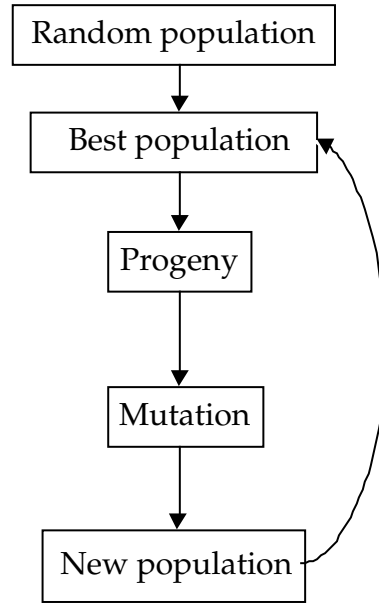 Random population
Best population
Progeny
Mutation
New population